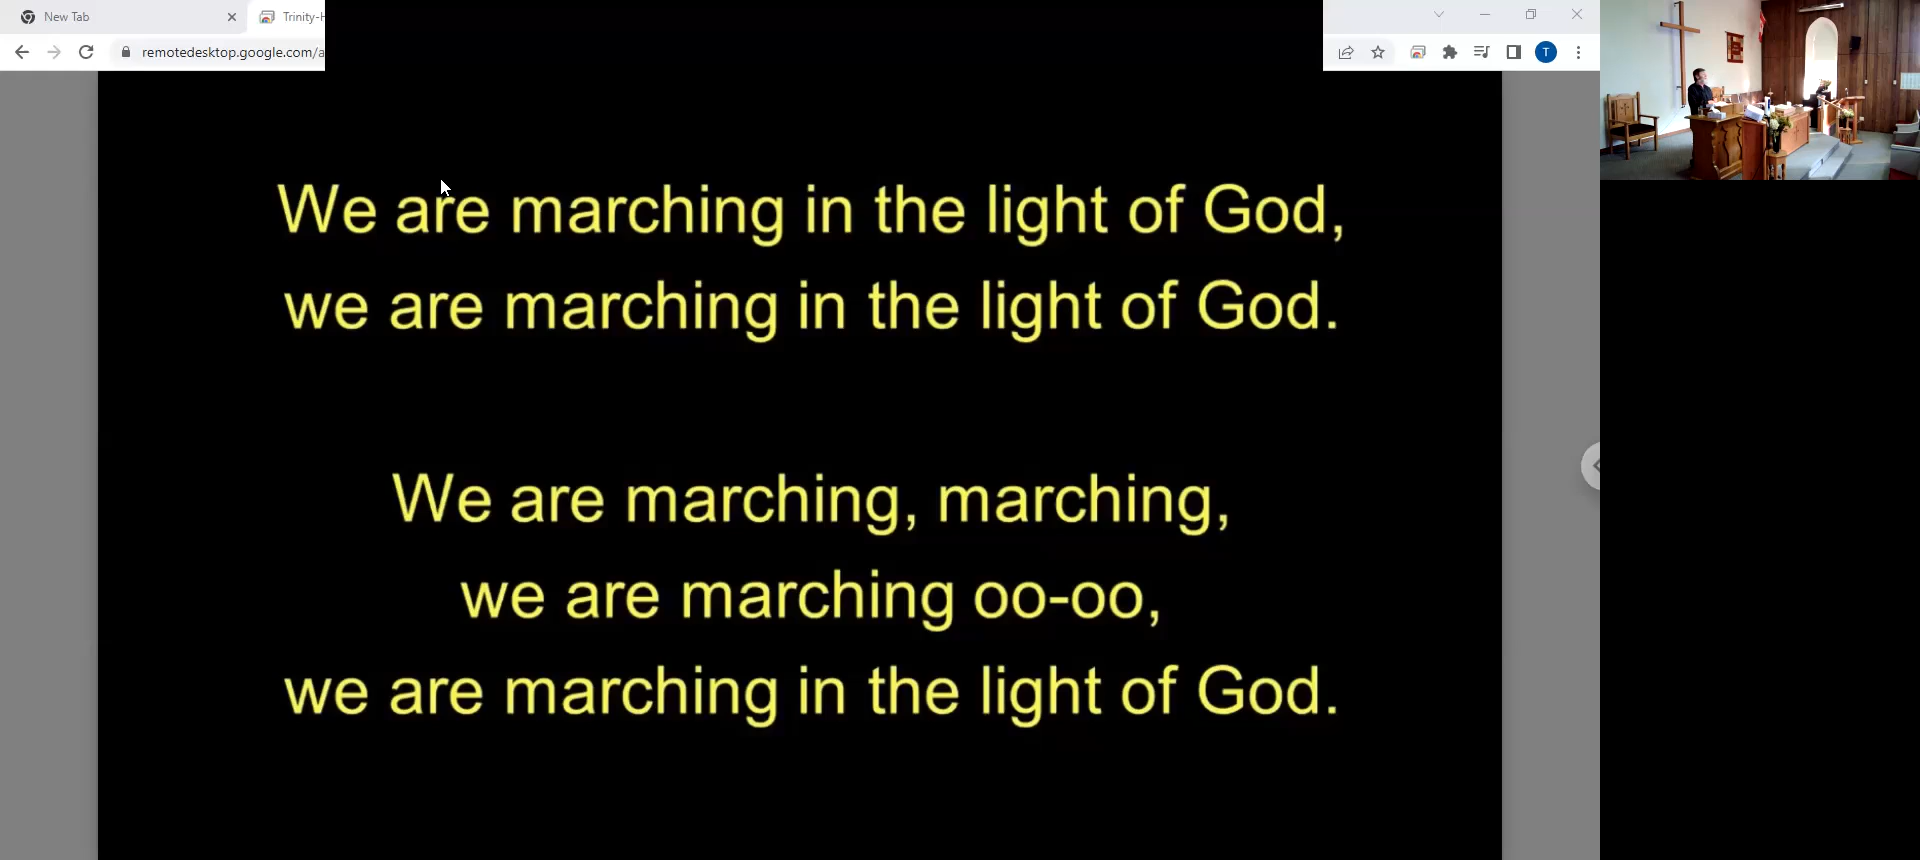 New Tab
Trinity-H
remotedesktop.google.com/a
T
We are marching in the light of God,
we are marching in the light of God.
We are marching, marching,
we are marching oo-oo,
we are marching in the light of God.